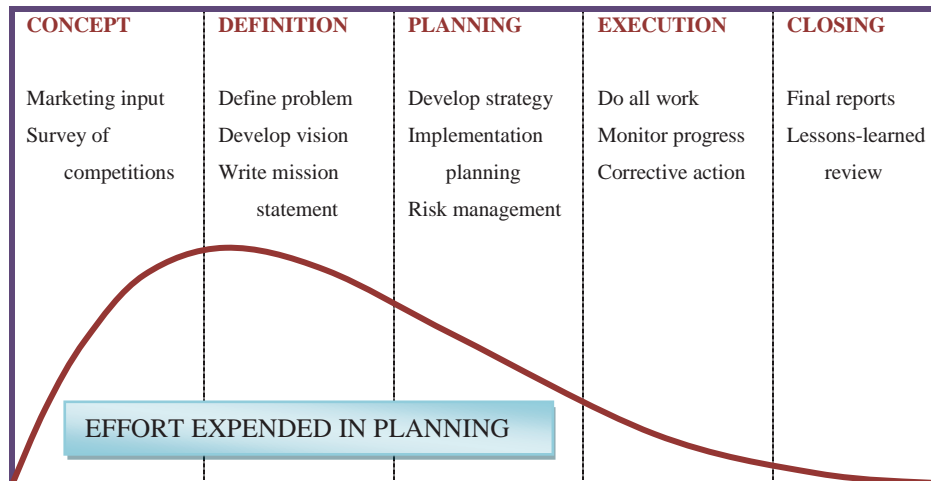 CONCEPT
Marketing input
Survey of
competitions
DEFINITION
Define problem
Develop vision
Write mission
statement
PLANNING
Develop strategy
Implementation
planning
Risk management
EXECUTION
Do all work
Monitor progress
Corrective action
CLOSING
Final reports
Lessons-learned
review
EFFORT EXPENDED IN PLANNING